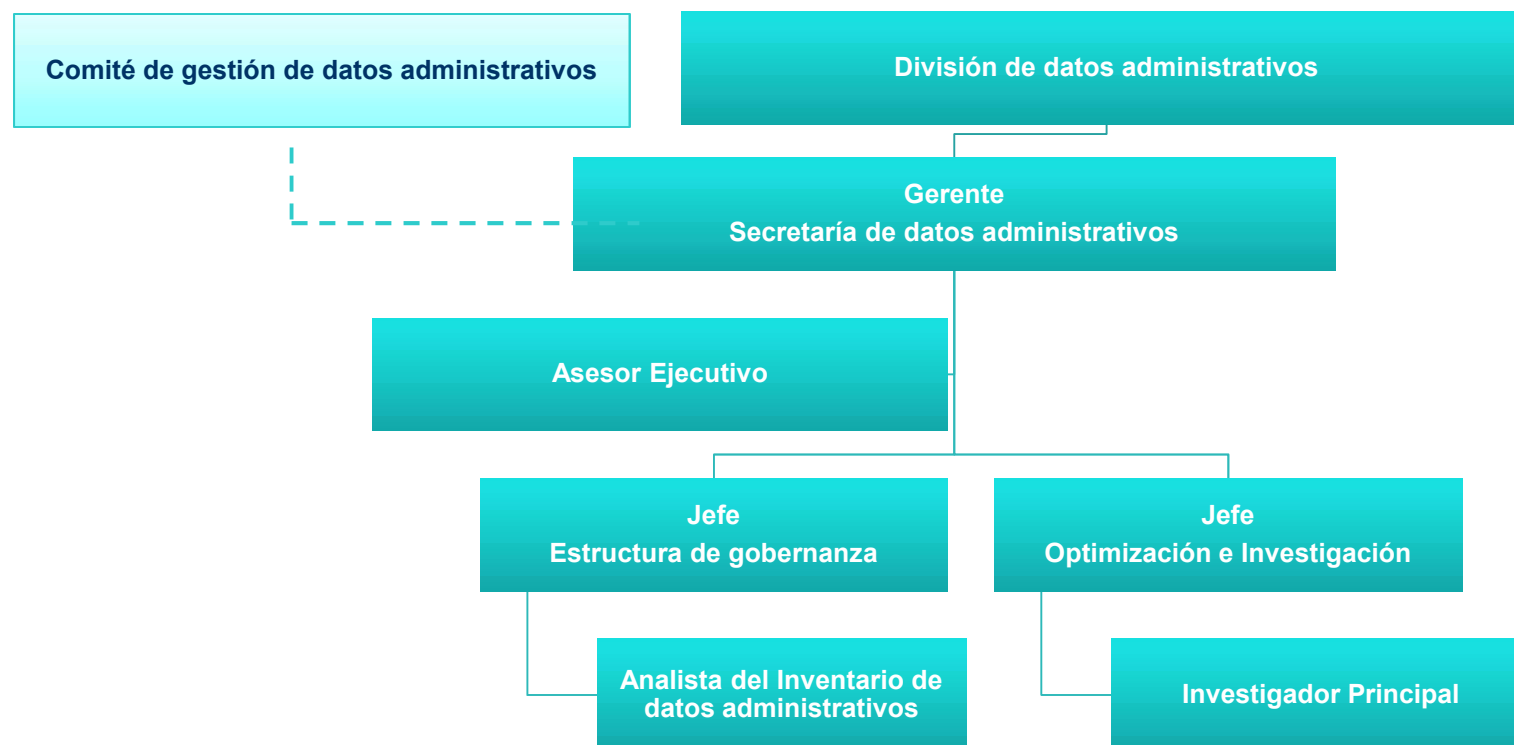 Comité de gestión de datos administrativos
División de datos administrativos
Gerente
Secretaría de datos administrativos
Asesor Ejecutivo
Jefe
Estructura de gobernanza
Jefe
Optimización e Investigación
Analista del Inventario de
datos administrativos
Investigador Principal